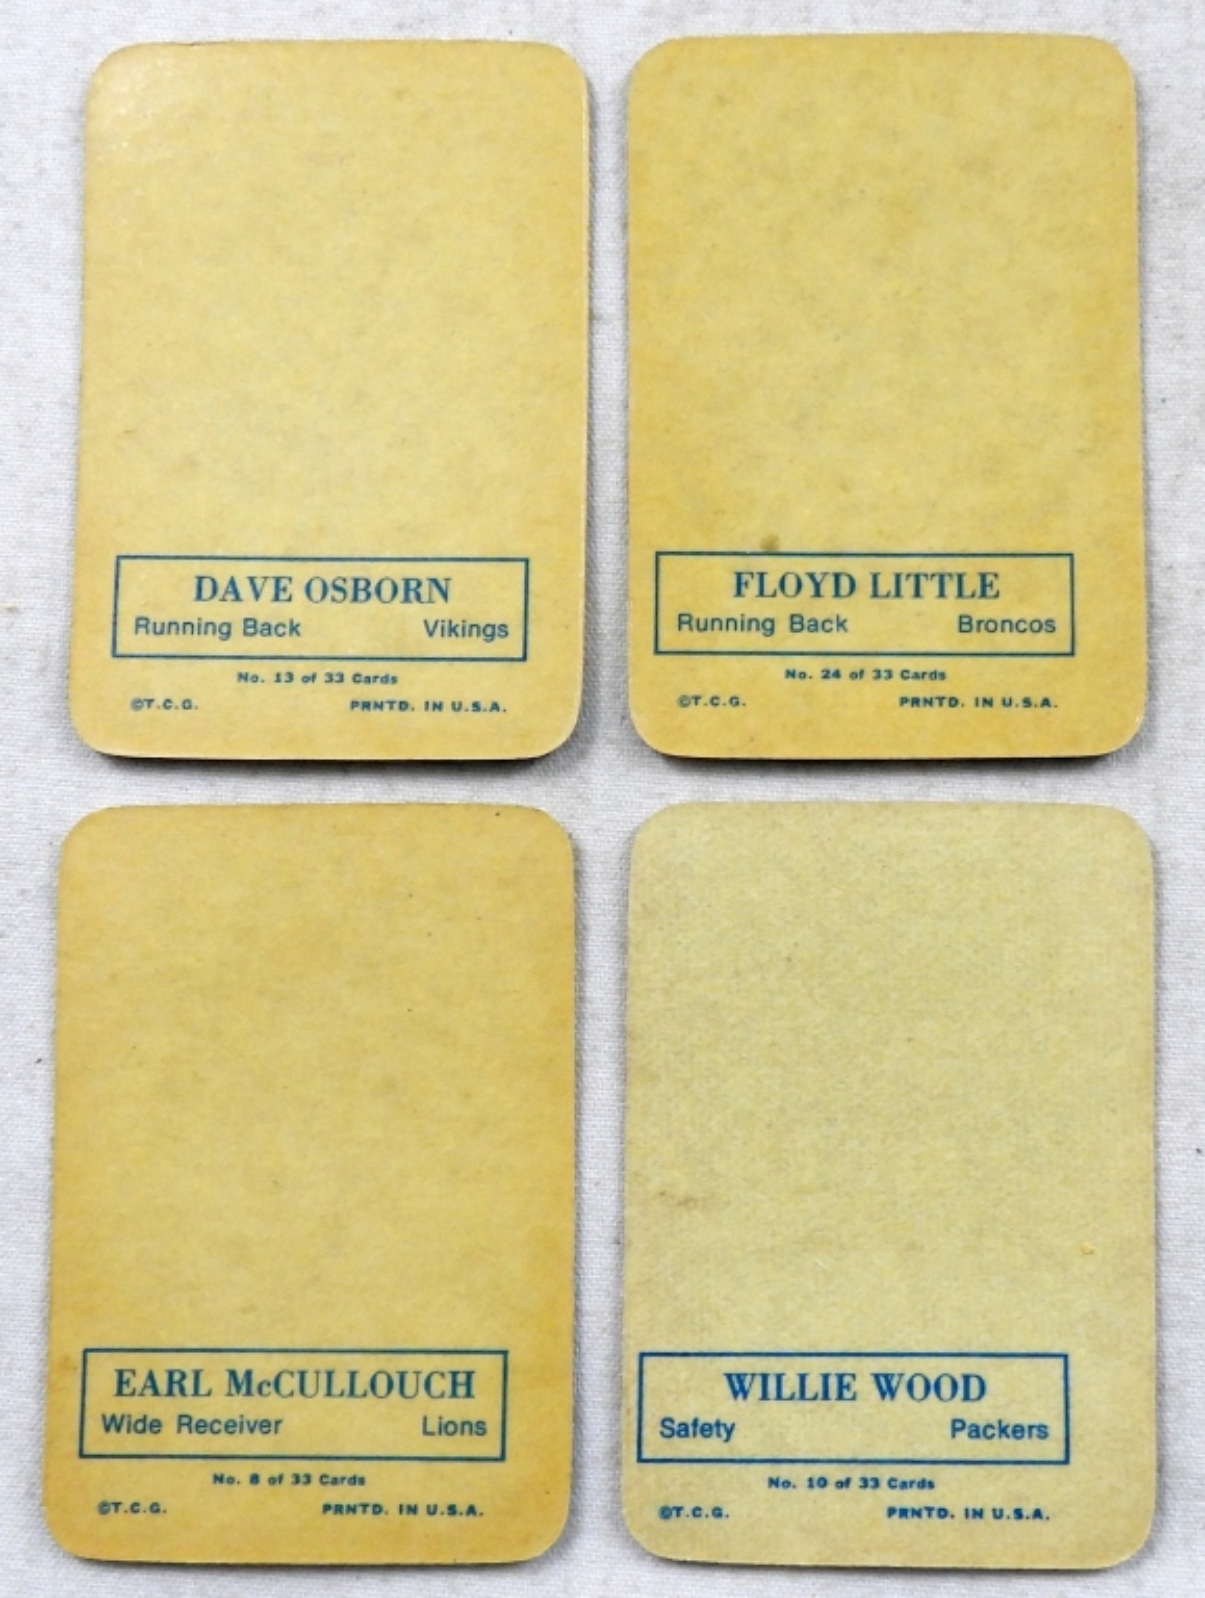 DAVE OSBORN
Running Back Vikings
No. 13 of 33 Cards
©T.C.G. PRNTD. IN U.S.A.
FLOYD LITTLE
Running Back Broncos
No. 24 of 33 Cards
©T.C.G. PRNTD. IN U.S.A.
EARL McCULLOUCH
Wide Receiver Lions
No. 8 of 33 Cards
©T.C.G. PRNTD. IN U.S.A.
WILLIE WOOD
Safety Packers
No. 10 of 33 Cards
©T.C.G. PRNTD. IN U.S.A.